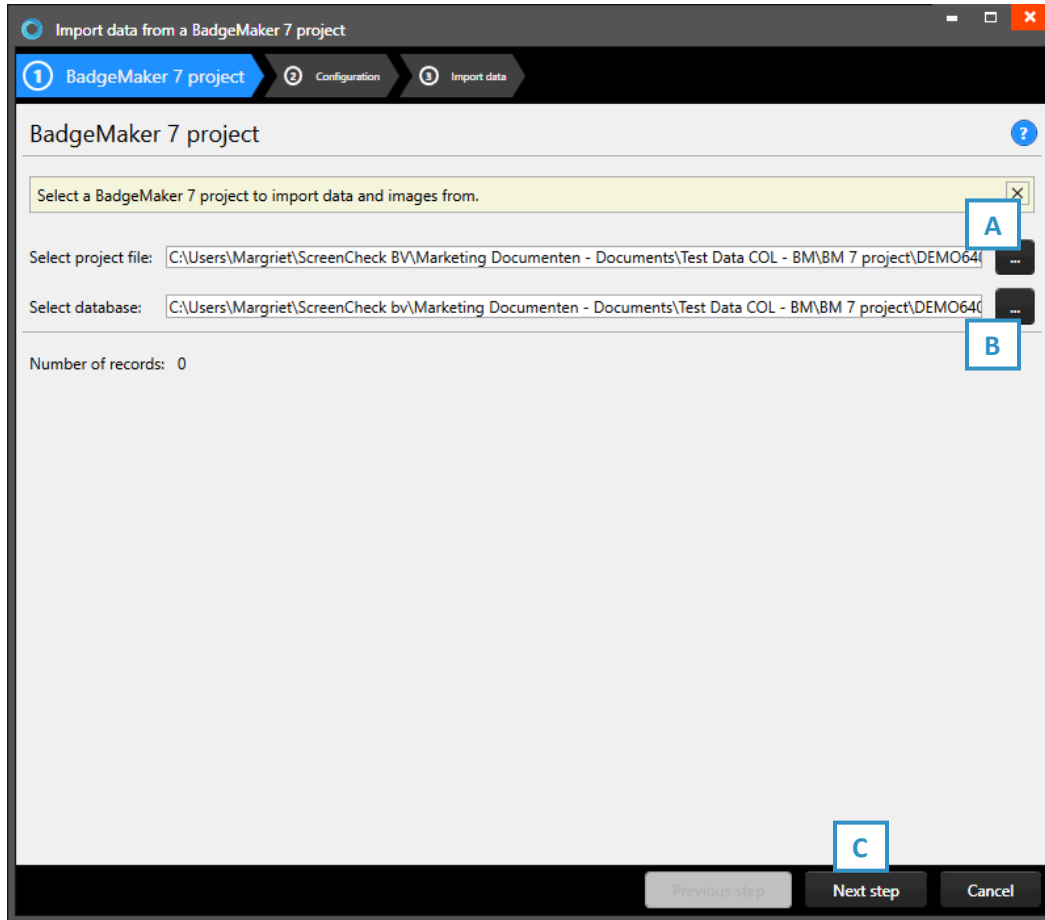 Import data from a BadgeMaker 7 project
1 BadgeMaker 7 project 2 Configuration 3 Import data
BadgeMaker 7 project ?
Select a BadgeMaker 7 project to import data and images from.
A
Select project file: C:\Users\Margriet\ScreenCheck BV\Marketing Documenten - Documents\Test Data COL - BM\BM 7 project\DEMO640 ...
Select database: C:\Users\Margriet\ScreenCheck bv\Marketing Documenten - Documents\Test Data COL - BM\BM 7 project\DEMO640 ...
B
Number of records: 0
C
Previous step Next step Cancel